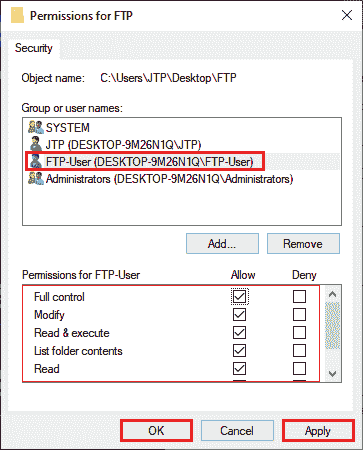 Permissions for FTP
Security
Object name: C:\Users\JTP\Desktop\FTP
Group or user names:
SYSTEM
JTP (DESKTOP-9M26N1Q\JTP)
FTP-User (DESKTOP-9M26N1Q\FTP-User)
Administrators (DESKTOP-9M26N1Q\Administrators)
Add... Remove
Permissions for FTP-User Allow Deny
Full control
Modify
Read & execute
List folder contents
Read
OK Cancel Apply